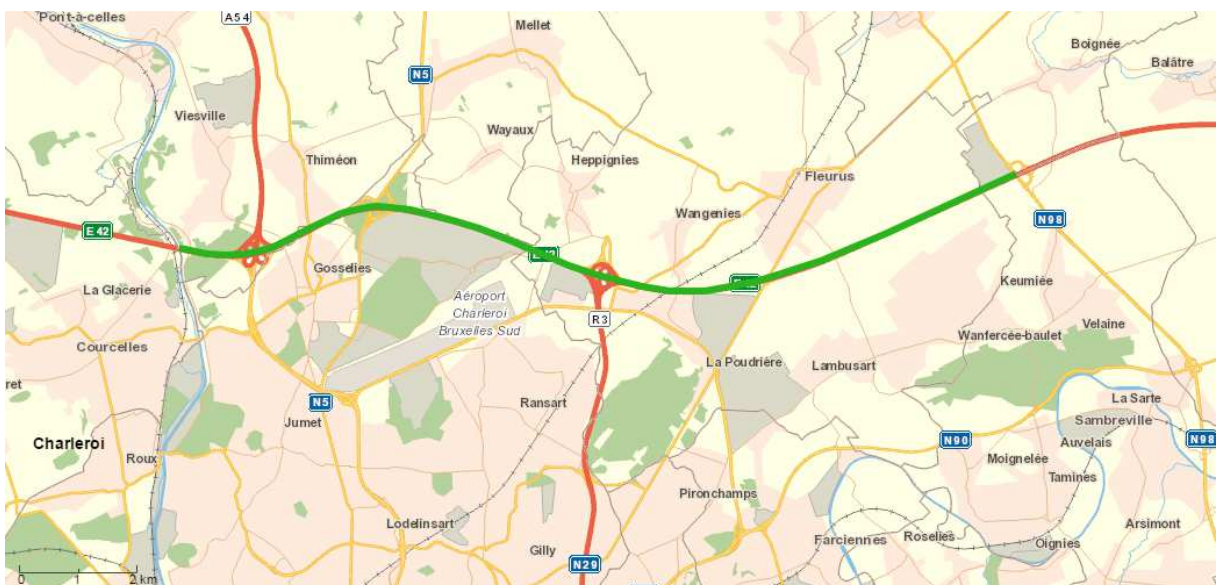 Pont-à-celles
A54
Mellet
Boignée
Balâtre
N5
Viesville
Wayaux
Thiméon
Heppignies
Fleurus
Wangenies
N98
E42
Gosselies
La Glacerie
Keumiée
Aéroport
Charleroi
Bruxelles Sud
R3
Velaine
Courcelles
Wanfercée-baulet
La Poudrière
Lambusart
ret
N5
Ransart
La Sarte
Jumet
Sambreville
Charleroi
N90
Auvelais
N98
Roux
Moignelée
Tamines
Pironchamps
Lodelinsart
Arsimont
Gilly
Farciennes
Roselies
Oignies
N29
0 1 2 km